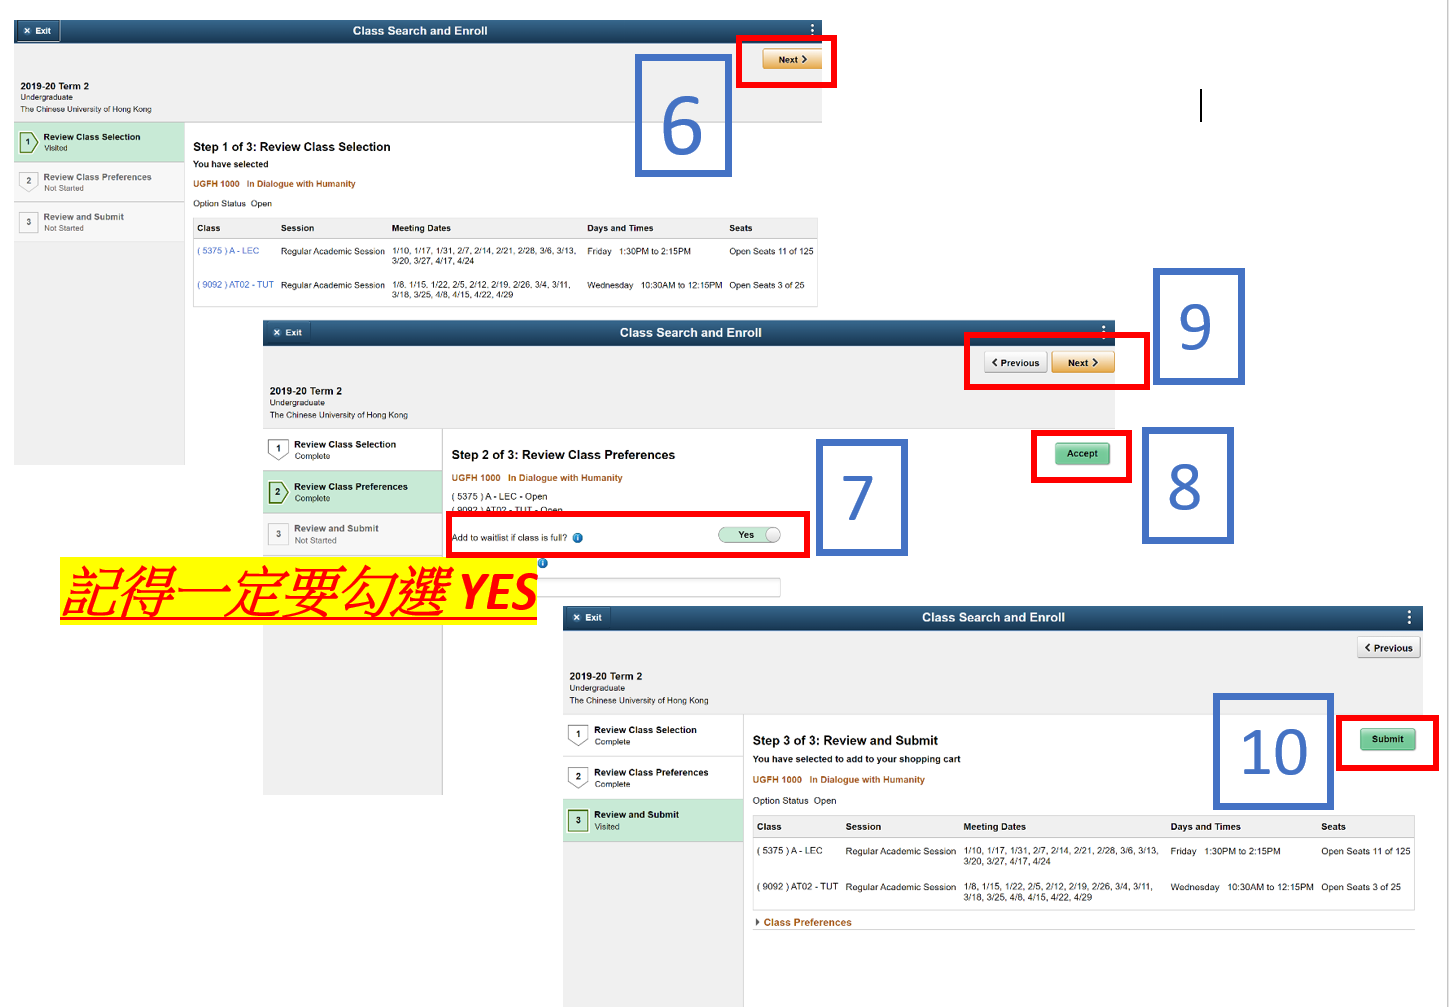 × Exit
Class Search and Enroll
Next >
2019-20 Term 2
Undergraduate
The Chinese University of Hong Kong
6
1 Review Class Selection
Visited
2 Review Class Preferences
Not Started
3 Review and Submit
Not Started
Step 1 of 3: Review Class Selection
You have selected
UGFH 1000 In Dialogue with Humanity
Option Status Open
Class Session Meeting Dates Days and Times Seats
( 5375 ) A - LEC Regular Academic Session 1/10, 1/17, 1/31, 2/7, 2/14, 2/21, 2/28, 3/6, 3/13, Friday 1:30PM to 2:15PM Open Seats 11 of 125
3/20, 3/27, 4/17, 4/24
( 9092 ) AT02 - TUT Regular Academic Session 1/8, 1/15, 1/22, 2/5, 2/12, 2/19, 2/26, 3/4, 3/11, Wednesday 10:30AM to 12:15PM Open Seats 3 of 25
3/18, 3/25, 4/8, 4/15, 4/22, 4/29
× Exit
Class Search and Enroll
< Previous
Next >
9
2019-20 Term 2
Undergraduate
The Chinese University of Hong Kong
1 Review Class Selection
Complete
2 Review Class Preferences
Complete
3 Review and Submit
Not Started
Step 2 of 3: Review Class Preferences
Accept
8
7
UGFH 1000 In Dialogue with Humanity
( 5375 ) A - LEC - Open
( 9092 ) AT02 - TUT - Open
Add to waitlist if class is full? i Yes
i
記得一定要勾選 YES
× Exit
Class Search and Enroll
< Previous
2019-20 Term 2
Undergraduate
The Chinese University of Hong Kong
1 Review Class Selection
Complete
2 Review Class Preferences
Complete
3 Review and Submit
Visited
Step 3 of 3: Review and Submit
10
Submit
You have selected to add to your shopping cart
UGFH 1000 In Dialogue with Humanity
Option Status Open
Class Session Meeting Dates Days and Times Seats
( 5375 ) A - LEC Regular Academic Session 1/10, 1/17, 1/31, 2/7, 2/14, 2/21, 2/28, 3/6, 3/13, Friday 1:30PM to 2:15PM Open Seats 11 of 125
3/20, 3/27, 4/17, 4/24
( 9092 ) AT02 - TUT Regular Academic Session 1/8, 1/15, 1/22, 2/5, 2/12, 2/19, 2/26, 3/4, 3/11, Wednesday 10:30AM to 12:15PM Open Seats 3 of 25
3/18, 3/25, 4/8, 4/15, 4/22, 4/29
Class Preferences